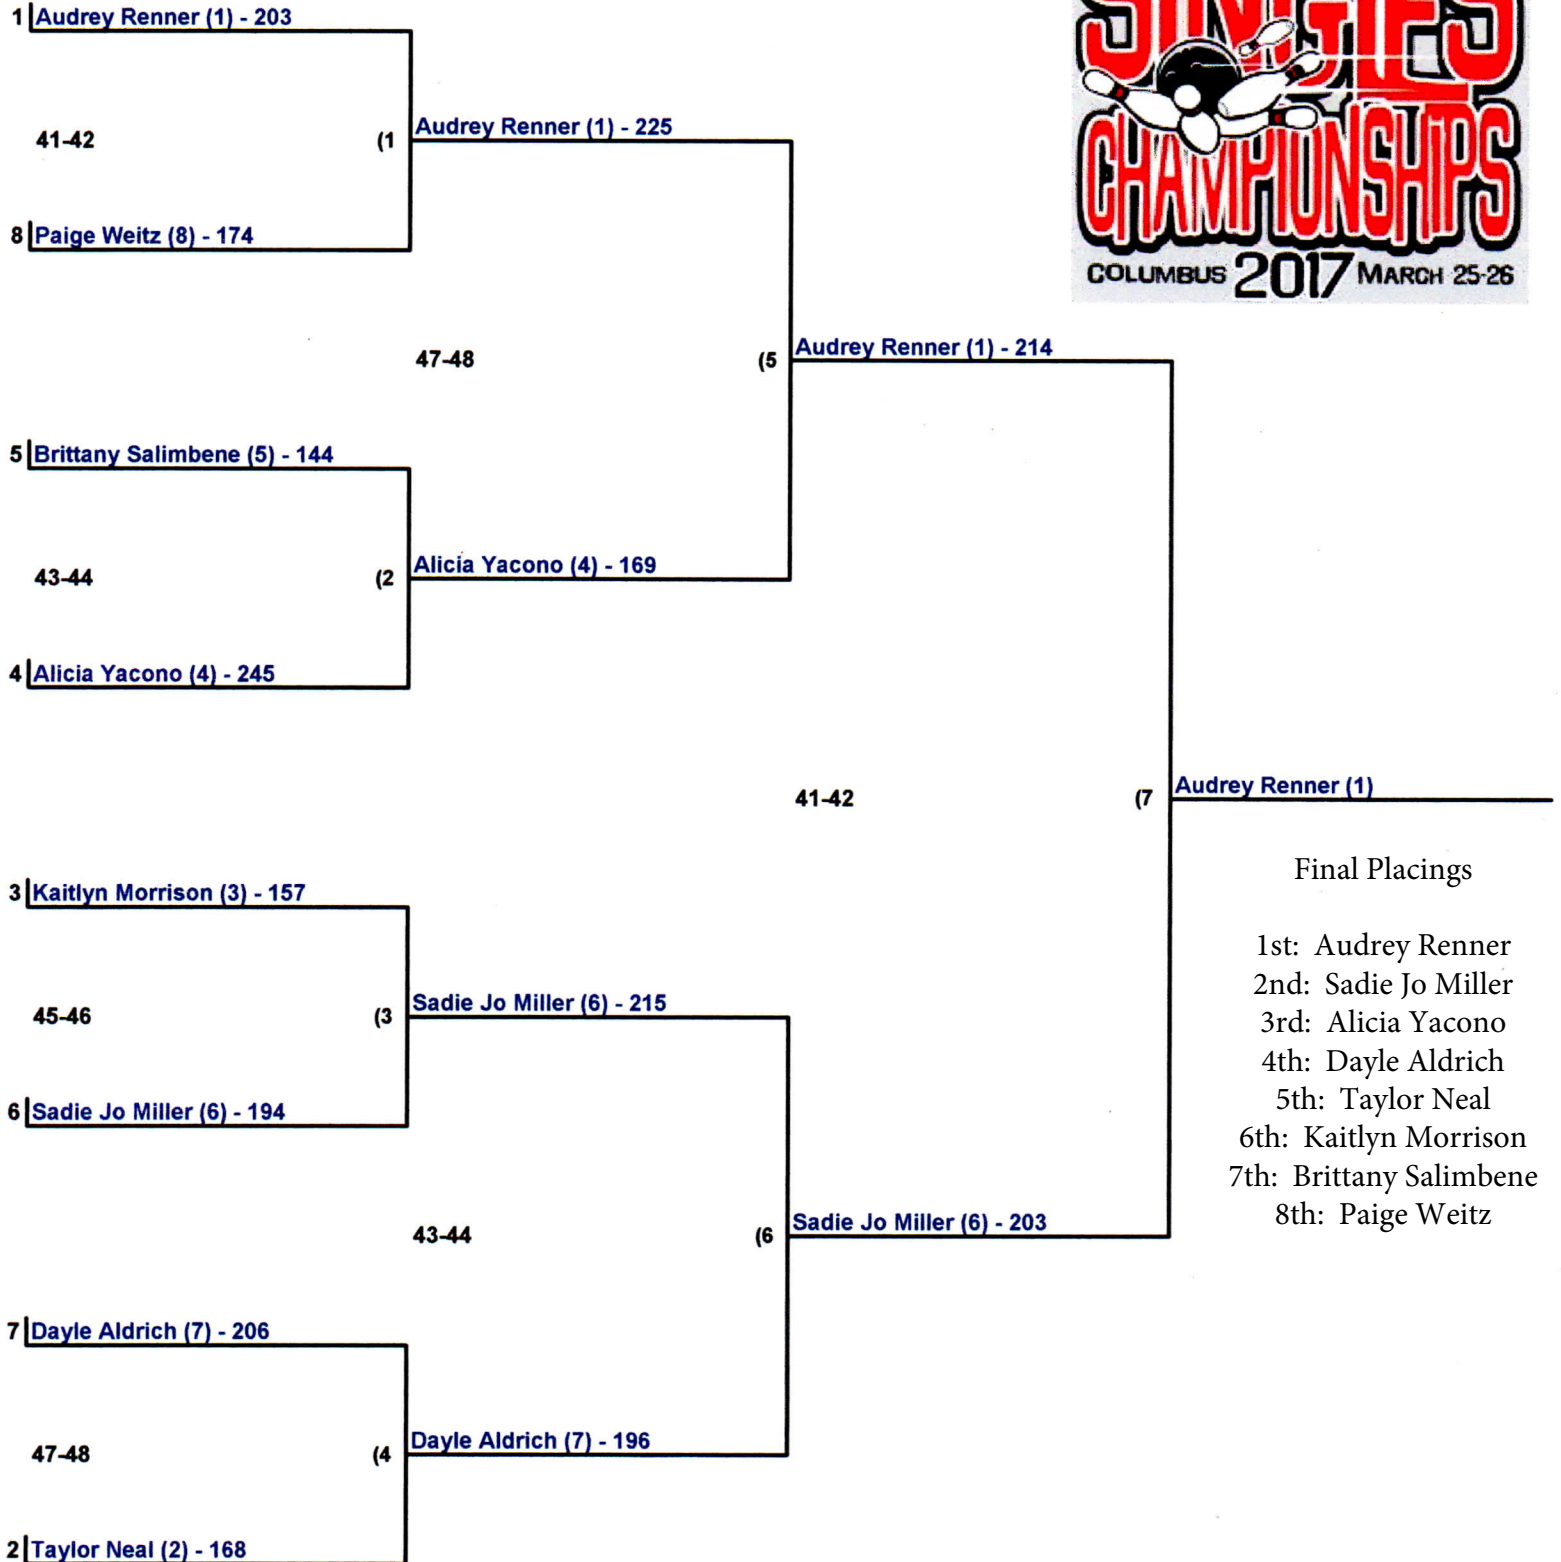 1 Audrey Renner (1) - 203
SINGLES
CHAMPIONSHIPS
COLUMBUS 2017 MARCH 25-26
41-42 (1 Audrey Renner (1) - 225
8 Paige Weitz (8) - 174
47-48 (5 Audrey Renner (1) - 214
5 Brittany Salimbene (5) - 144
43-44 (2 Alicia Yacono (4) - 169
4 Alicia Yacono (4) - 245
41-42 (7 Audrey Renner (1)
3 Kaitlyn Morrison (3) - 157
45-46 (3 Sadie Jo Miller (6) - 215
6 Sadie Jo Miller (6) - 194
43-44 (6 Sadie Jo Miller (6) - 203
7 Dayle Aldrich (7) - 206
47-48 (4 Dayle Aldrich (7) - 196
2 Taylor Neal (2) - 168
Final Placings
1st: Audrey Renner
2nd: Sadie Jo Miller
3rd: Alicia Yacono
4th: Dayle Aldrich
5th: Taylor Neal
6th: Kaitlyn Morrison
7th: Brittany Salimbene
8th: Paige Weitz